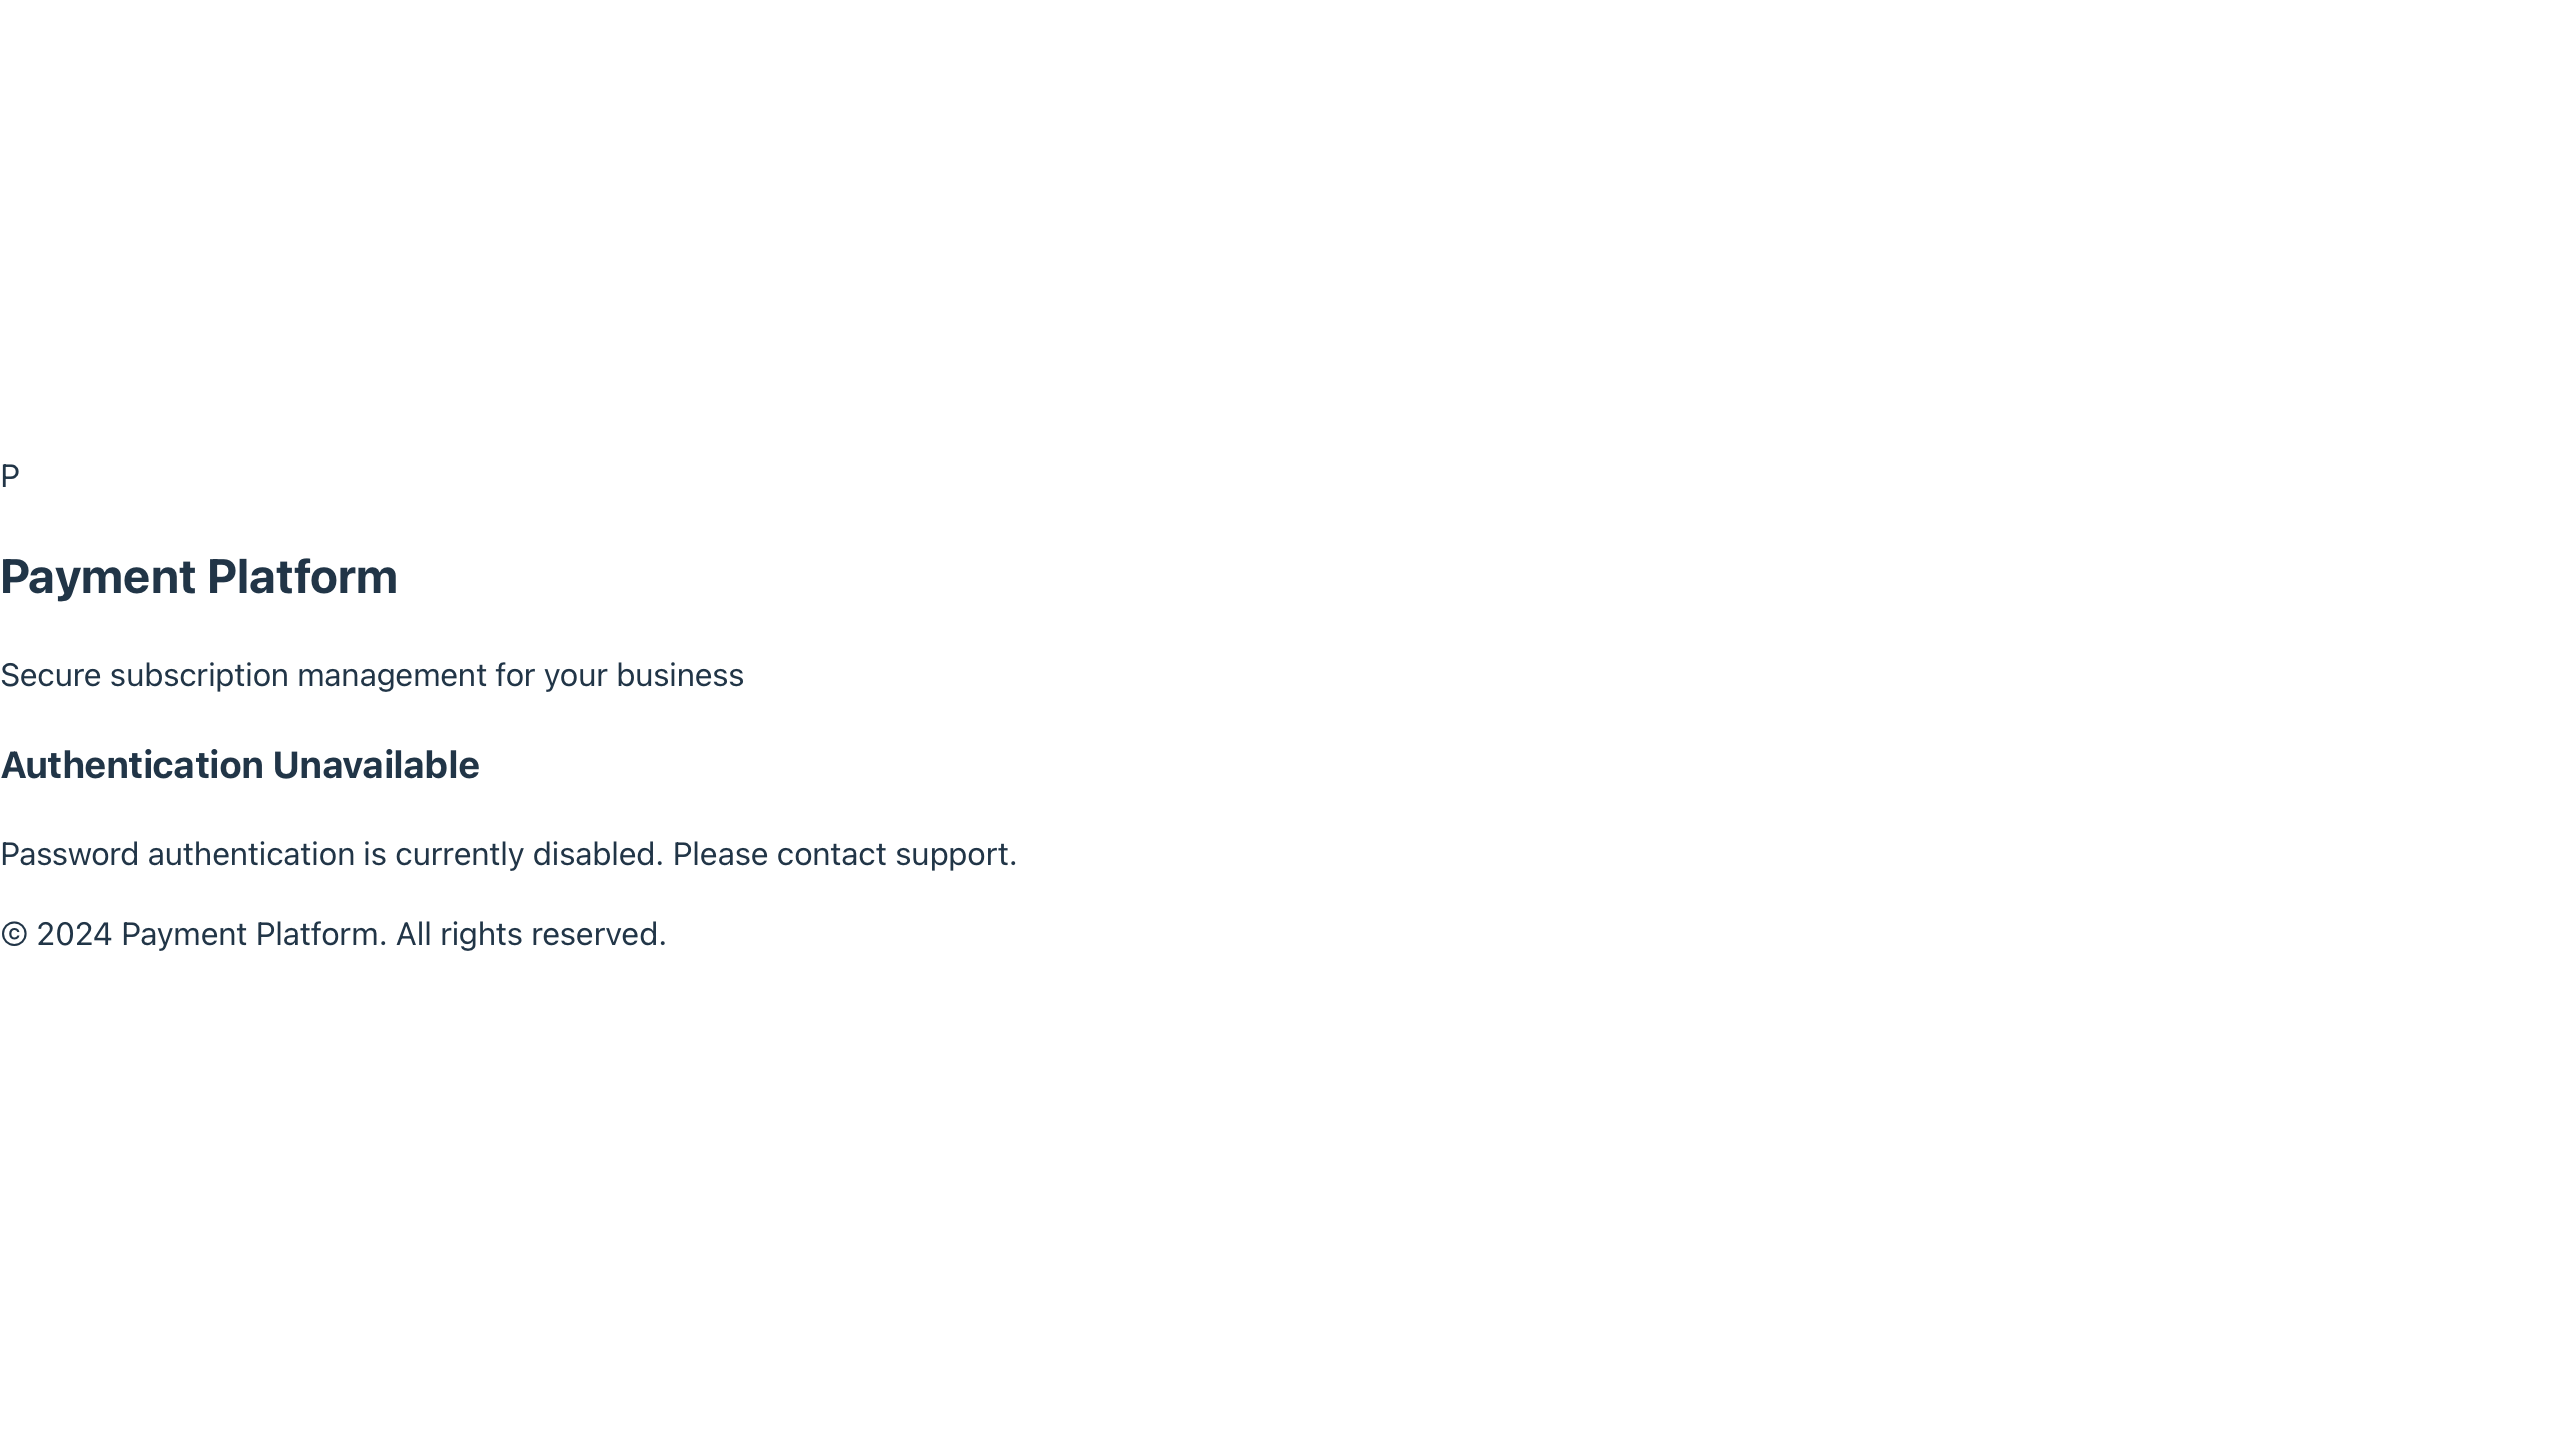 P
Payment Platform
Secure subscription management for your business
Authentication Unavailable
Password authentication is currently disabled. Please contact support.
© 2024 Payment Platform. All rights reserved.